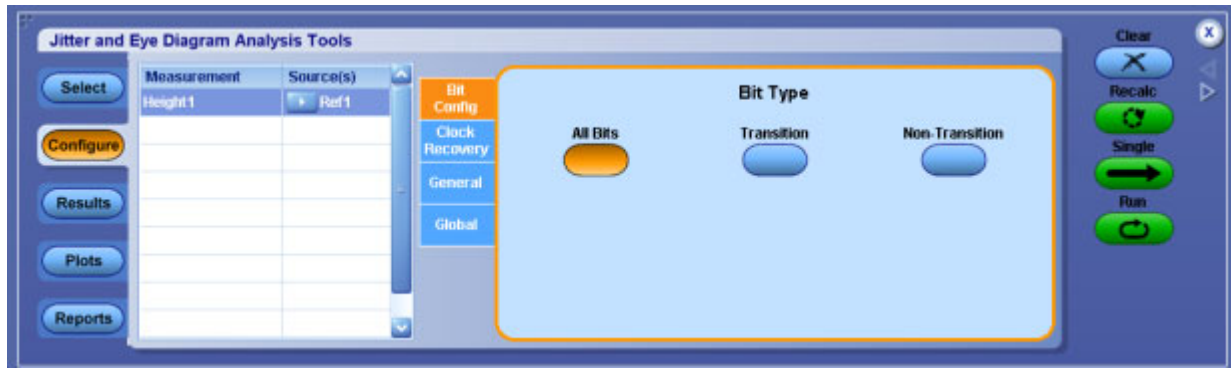 Jitter and Eye Diagram Analysis Tools
Select
Configure
Results
Plots
Reports
Measurement Source(s)
Height1 Ref1
Bit
Config
Clock
Recovery
General
Global
Bit Type
All Bits Transition Non-Transition
Clear
X
Recalc
Single
Run